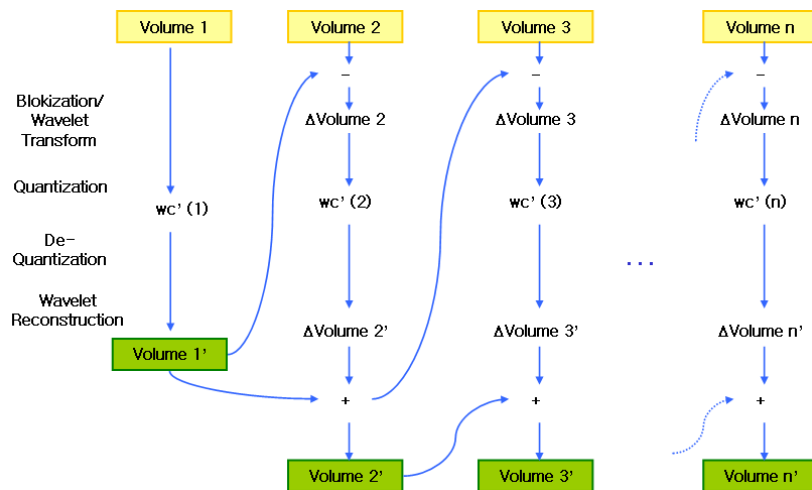 Volume 1
Volume 2
Volume 3
Volume n
−
−
−
Blokization/
Wavelet
Transform
ΔVolume 2
ΔVolume 3
ΔVolume n
Quantization
wc’(1)
wc’(2)
wc’(3)
wc’(n)
De-
Quantization
...
Wavelet
Reconstruction
Volume 1’
ΔVolume 2’
ΔVolume 3’
ΔVolume n’
+
+
+
Volume 2’
Volume 3’
Volume n’